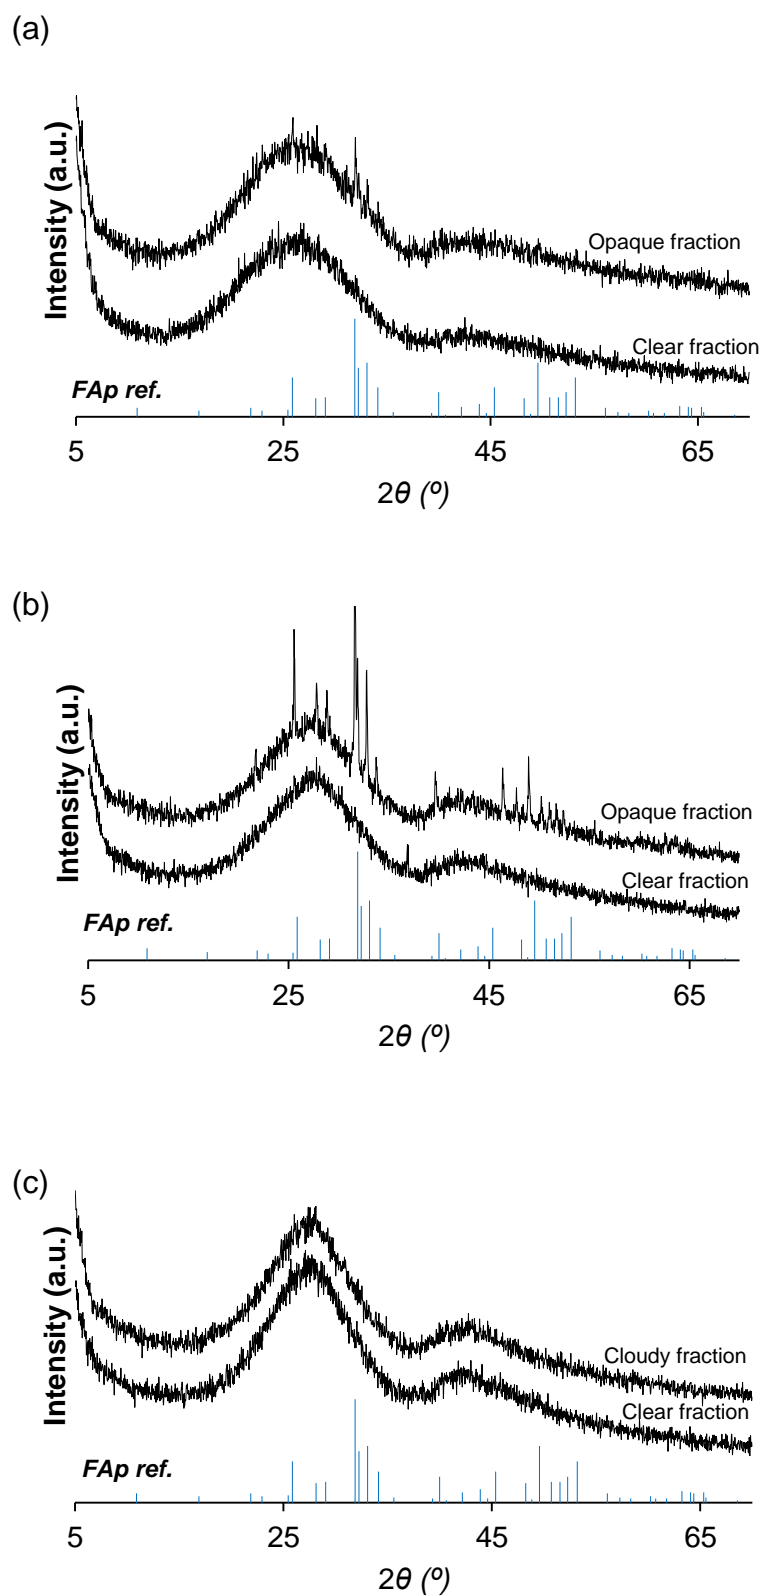 (a)
Intensity (a.u.)
Opaque fraction
Clear fraction
FAp ref.
5 25 45 65
2θ (º)
(b)
Intensity (a.u.)
Opaque fraction
Clear fraction
FAp ref.
5 25 45 65
2θ (º)
(c)
Intensity (a.u.)
Cloudy fraction
Clear fraction
FAp ref.
5 25 45 65
2θ (º)